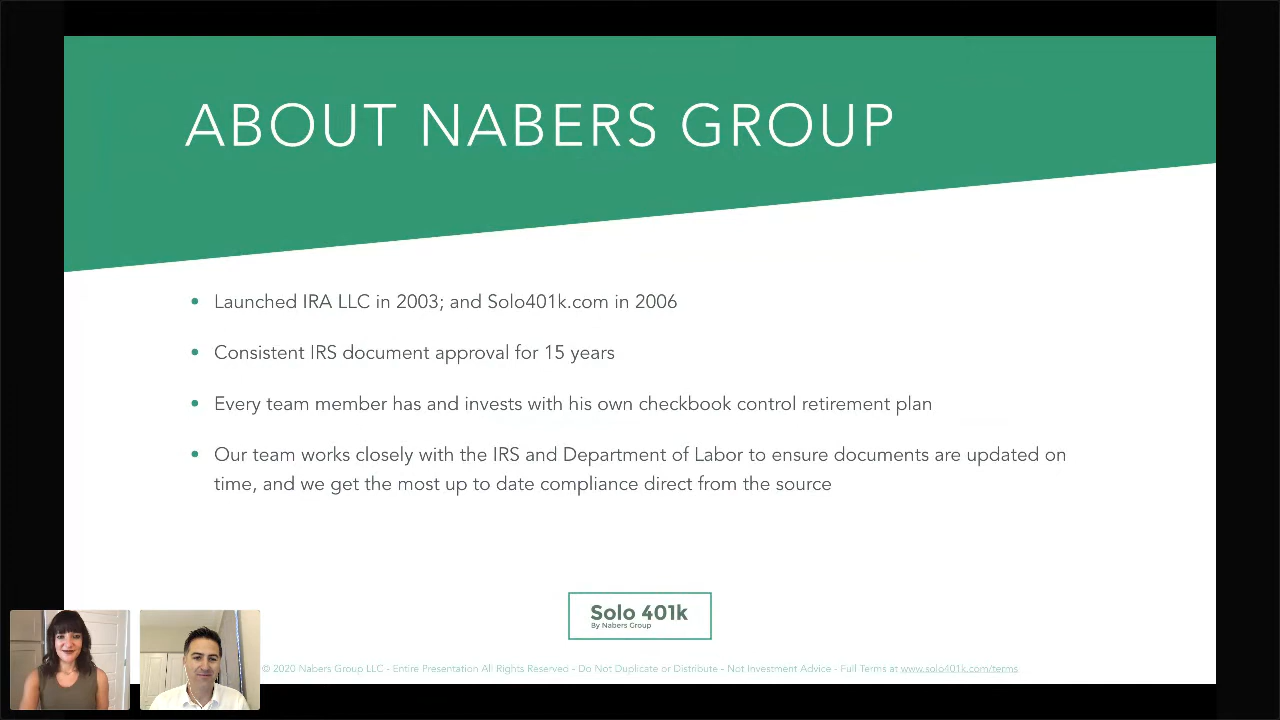 ABOUT NABERS GROUP
• Launched IRA LLC in 2003; and Solo401k.com in 2006
• Consistent IRS document approval for 15 years
• Every team member has and invests with his own checkbook control retirement plan
• Our team works closely with the IRS and Department of Labor to ensure documents are updated on
time, and we get the most up to date compliance direct from the source
Solo 401k
By Nabers Group
© 2020 Nabers Group LLC - Entire Presentation All Rights Reserved - Do Not Duplicate or Distribute - Not Investment Advice - Full Terms at www.solo401k.com/terms